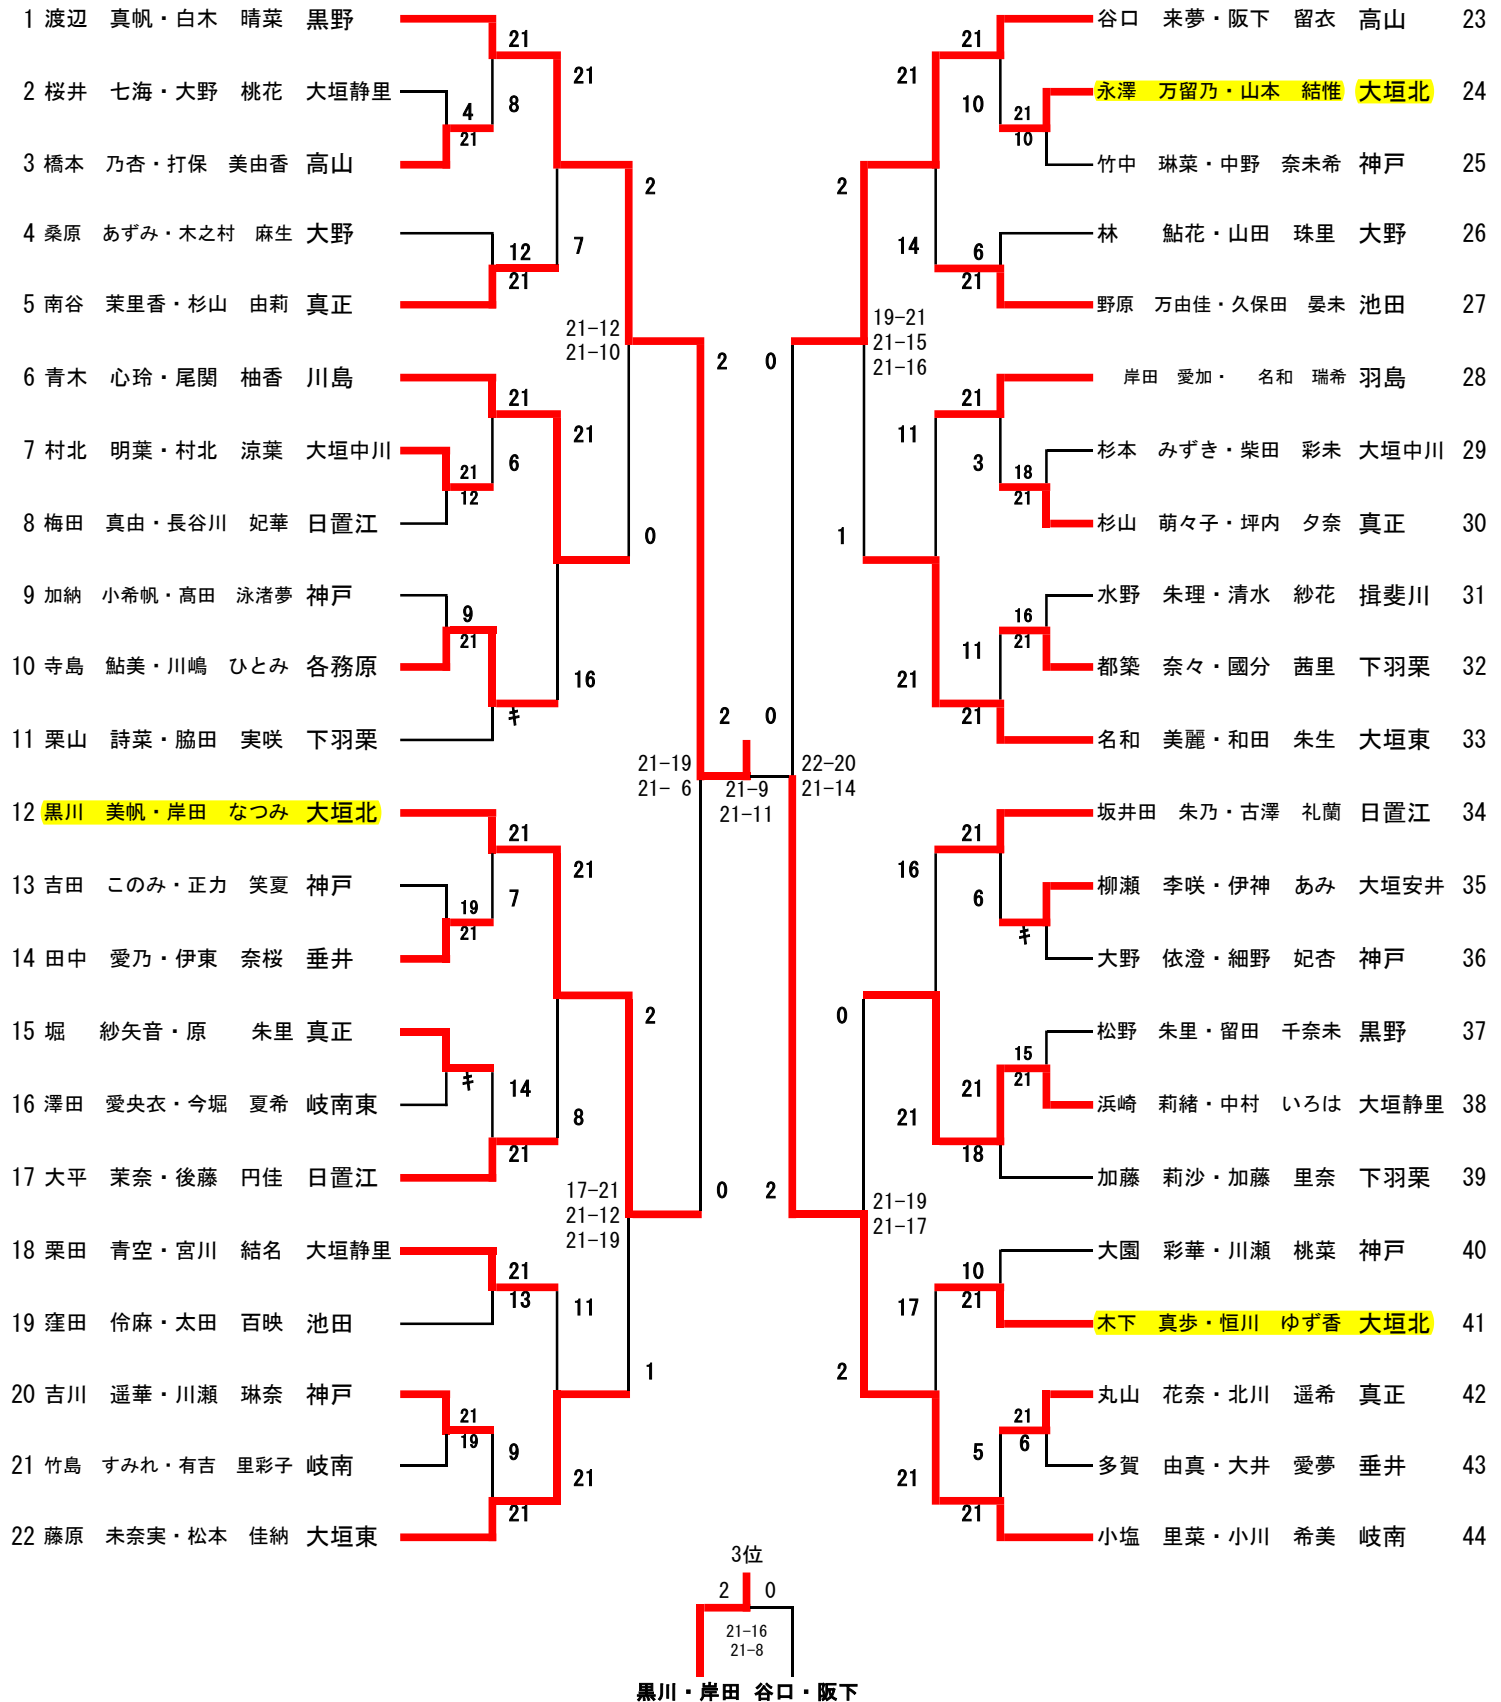 1 渡辺　真帆・白木　晴菜 黒野
2 桜井　七海・大野　桃花 大垣静里
3 橋本　乃杏・打保　美由香 高山
4 桑原　あずみ・木之村　麻生 大野
5 南谷　茉里香・杉山　由莉 真正
6 青木　心玲・尾関　柚香 川島
7 村北　明葉・村北　涼葉 大垣中川
8 梅田　真由・長谷川　妃華 日置江
9 加納　小希帆・髙田　泳渚夢 神戸
10 寺島　鮎美・川嶋　ひとみ 各務原
11 栗山　詩菜・脇田　実咲 下羽栗
12 黒川　美帆・岸田　なつみ 大垣北
13 吉田　このみ・正力　笑夏 神戸
14 田中　愛乃・伊東　奈桜 垂井
15 堀　紗矢音・原　朱里 真正
16 澤田　愛央衣・今堀　夏希 岐南東
17 大平　茉奈・後藤　円佳 日置江
18 栗田　青空・宮川　結名 大垣静里
19 窪田　伶麻・太田　百映 池田
20 吉川　遥華・川瀬　琳奈 神戸
21 竹島　すみれ・有吉　里彩子 岐南
22 藤原　未奈実・松本　佳納 大垣東
21
8
4
21
12
21
21
7
21
6
21
12
9
21
キ
21
16
2
0
21-12
21-10
21
7
19
21
キ
14
21
21
8
21
13
21
19
9
21
11
21
2
1
17-21
21-12
21-19
2
0
21-19
21- 6
2 0
21-9
21-11
0
2
22-20
21-14
2
1
19-21
21-15
21-16
21
14
21
10
21
10
6
21
11
21
21
3
18
21
16
21
11
21
0
2
21-19
21-17
16
21
21
6
キ
15
21
21
18
17
21
10
21
21
6
5
21
谷口　来夢・阪下　留衣 高山 23
永澤　万留乃・山本　結惟 大垣北 24
竹中　琳菜・中野　奈未希 神戸 25
林　鮎花・山田　珠里 大野 26
野原　万由佳・久保田　晏未 池田 27
岸田　愛加・　名和　瑞希 羽島 28
杉本　みずき・柴田　彩未 大垣中川 29
杉山　萌々子・坪内　夕奈 真正 30
水野　朱理・清水　紗花 揖斐川 31
都築　奈々・國分　茜里 下羽栗 32
名和　美麗・和田　朱生 大垣東 33
坂井田　朱乃・古澤　礼蘭 日置江 34
柳瀬　李咲・伊神　あみ 大垣安井 35
大野　依澄・細野　妃杏 神戸 36
松野　朱里・留田　千奈未 黒野 37
浜崎　莉緒・中村　いろは 大垣静里 38
加藤　莉沙・加藤　里奈 下羽栗 39
大園　彩華・川瀬　桃菜 神戸 40
木下　真歩・恒川　ゆず香 大垣北 41
丸山　花奈・北川　遥希 真正 42
多賀　由真・大井　愛夢 垂井 43
小塩　里菜・小川　希美 岐南 44
3位
2 0
21-16
21-8
黒川・岸田 谷口・阪下